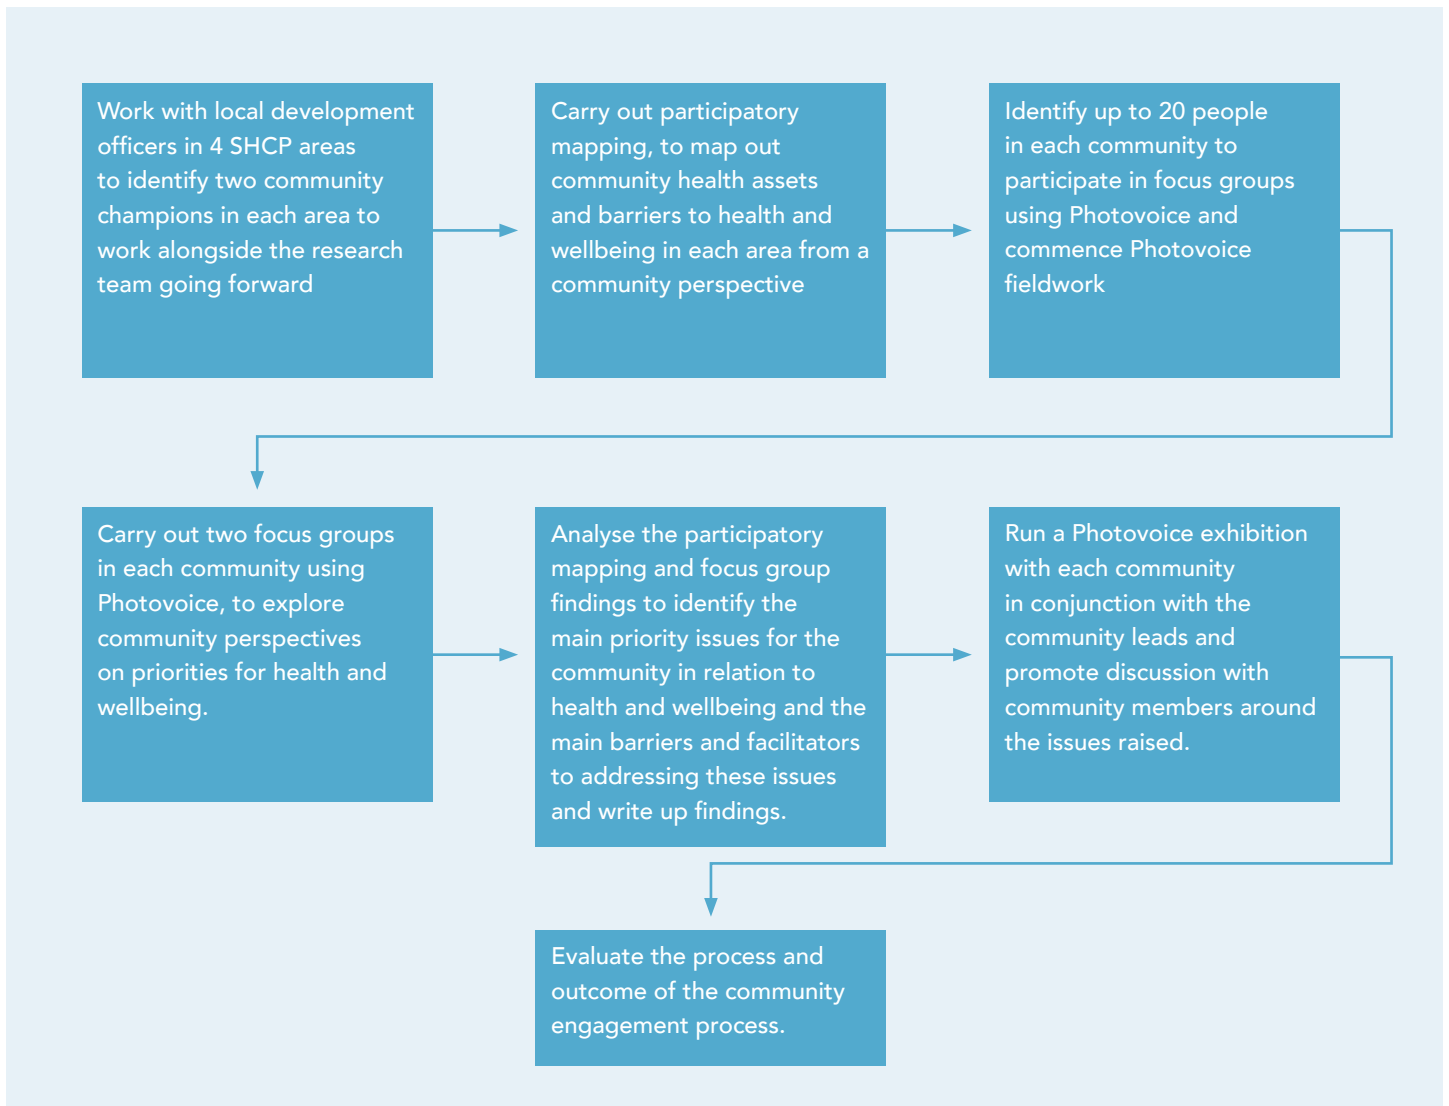 Work with local development
officers in 4 SHCP areas
to identify two community
champions in each area to
work alongside the research
team going forward
Carry out participatory
mapping, to map out
community health assets
and barriers to health and
wellbeing in each area from a
community perspective
Identify up to 20 people
in each community to
participate in focus groups
using Photovoice and
commence Photovoice
fieldwork
Carry out two focus groups
in each community using
Photovoice, to explore
community perspectives
on priorities for health and
wellbeing.
Analyse the participatory
mapping and focus group
findings to identify the
main priority issues for the
community in relation to
health and wellbeing and the
main barriers and facilitators
to addressing these issues
and write up findings.
Run a Photovoice exhibition
with each community
in conjunction with the
community leads and
promote discussion with
community members around
the issues raised.
Evaluate the process and
outcome of the community
engagement process.